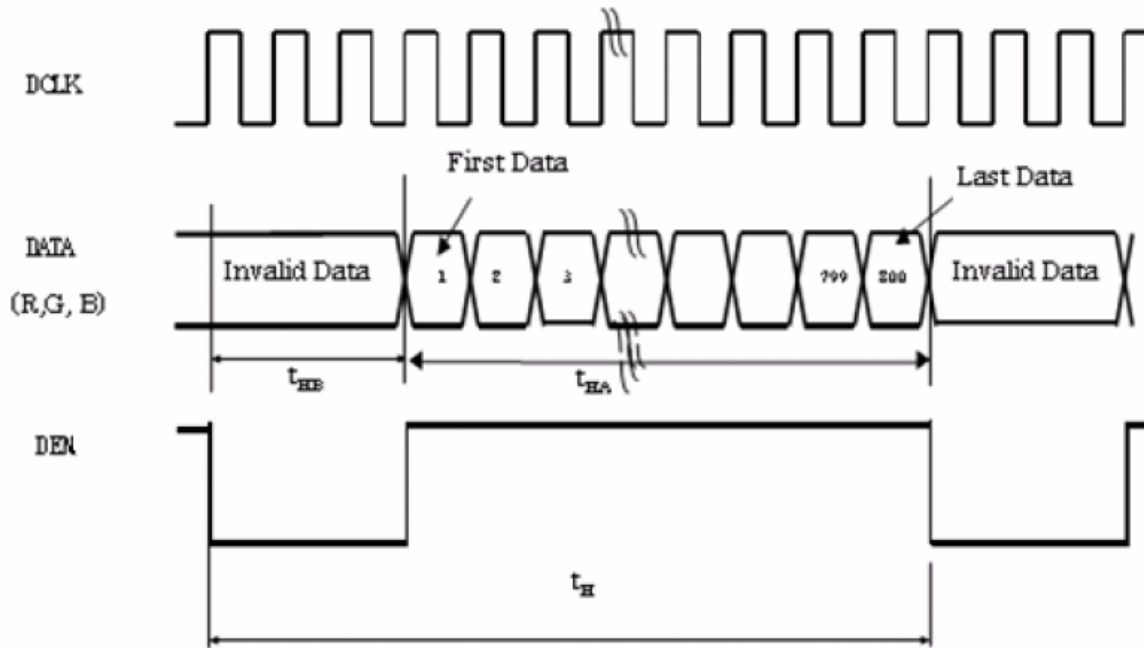 DCLK
First Data
Last Data
DATA
(R,G, B)
Invalid Data
1
2
3
799
800
Invalid Data
tHB
tHA
DEN
tH